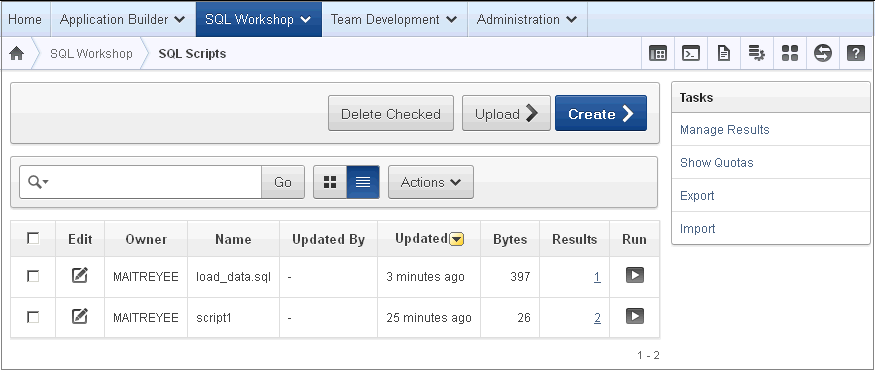 Home Application Builder SQL Workshop Team Development Administration
SQL Workshop SQL Scripts
Delete Checked Upload Create
Go Actions
Edit Owner Name Updated By Updated Bytes Results Run
MAITREYEE load_data.sql - 3 minutes ago 397 1
MAITREYEE script1 - 25 minutes ago 26 2
1 - 2
Tasks
Manage Results
Show Quotas
Export
Import